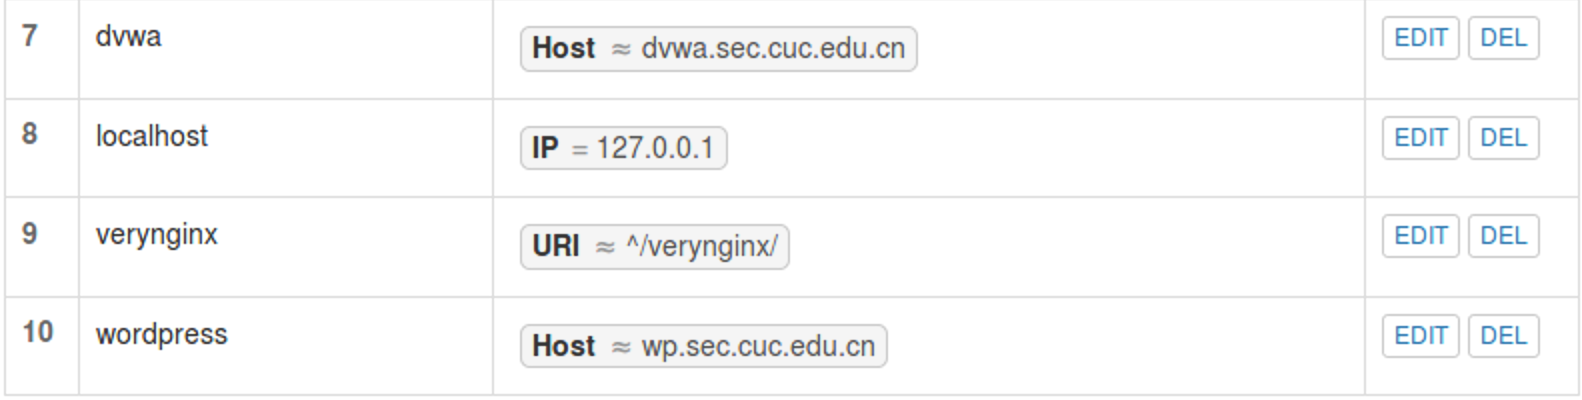 7 dvwa Host ≈ dvwa.sec.cuc.edu.cn EDIT DEL
8 localhost IP = 127.0.0.1 EDIT DEL
9 verynginx URI ≈ ^/verynginx/ EDIT DEL
10 wordpress Host ≈ wp.sec.cuc.edu.cn EDIT DEL